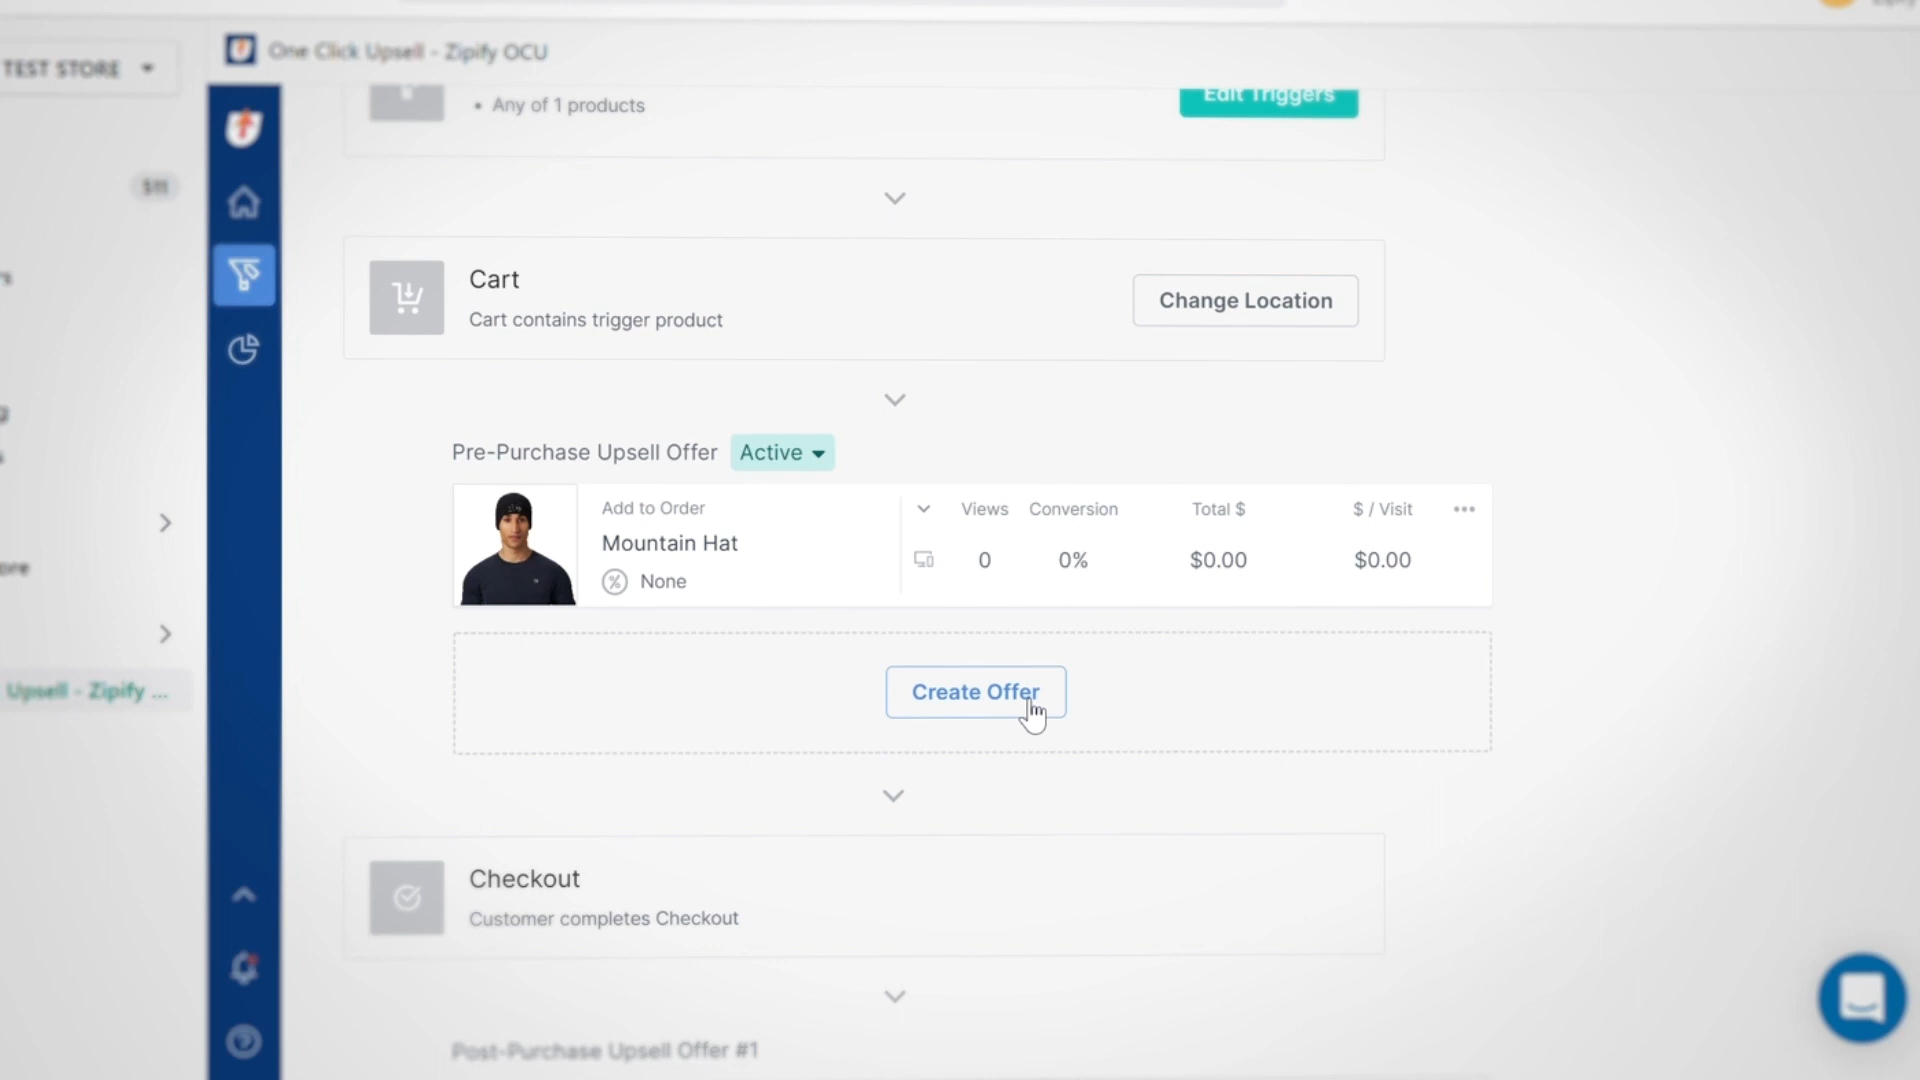 One Click Upsell - Zipify OCU
TEST STORE
• Any of 1 products
Edit Triggers
511
Cart
Cart contains trigger product
Change Location
Pre-Purchase Upsell Offer
Active
Add to Order
Mountain Hat
None
Views
Conversion
Total $
$ / Visit
0
0%
$0.00
$0.00
Create Offer
Upsell - Zipify ...
Checkout
Customer completes Checkout
Post-Purchase Upsell Offer #1